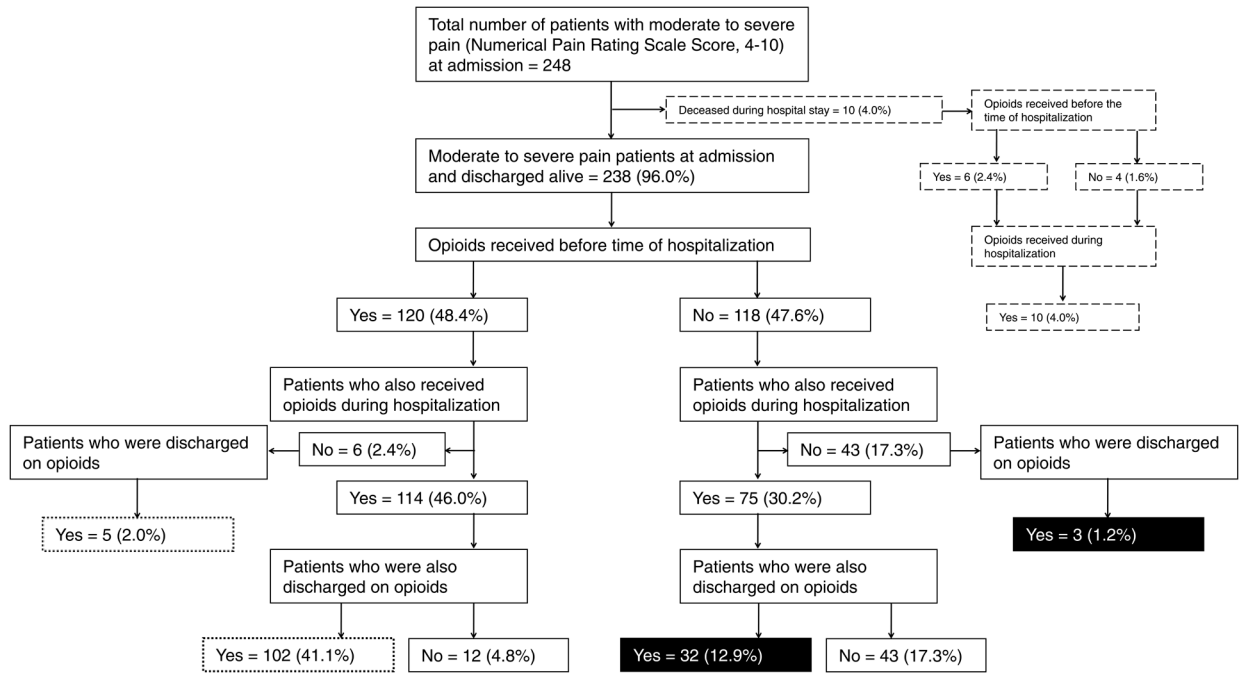 Total number of patients with moderate to severe
pain (Numerical Pain Rating Scale Score, 4-10)
at admission = 248
Deceased during hospital stay = 10 (4.0%)
Opioids received before the
time of hospitalization
Yes = 6 (2.4%)
No = 4 (1.6%)
Opioids received during
hospitalization
Yes = 10 (4.0%)
Moderate to severe pain patients at admission
and discharged alive = 238 (96.0%)
Opioids received before time of hospitalization
Yes = 120 (48.4%)
No = 118 (47.6%)
Patients who also received
opioids during hospitalization
Patients who also received
opioids during hospitalization
Patients who were discharged
on opioids
No = 6 (2.4%)
No = 43 (17.3%)
Patients who were discharged
on opioids
Yes = 114 (46.0%)
Yes = 75 (30.2%)
Yes = 5 (2.0%)
Yes = 3 (1.2%)
Patients who were also
discharged on opioids
Patients who were also
discharged on opioids
Yes = 102 (41.1%)
No = 12 (4.8%)
Yes = 32 (12.9%)
No = 43 (17.3%)